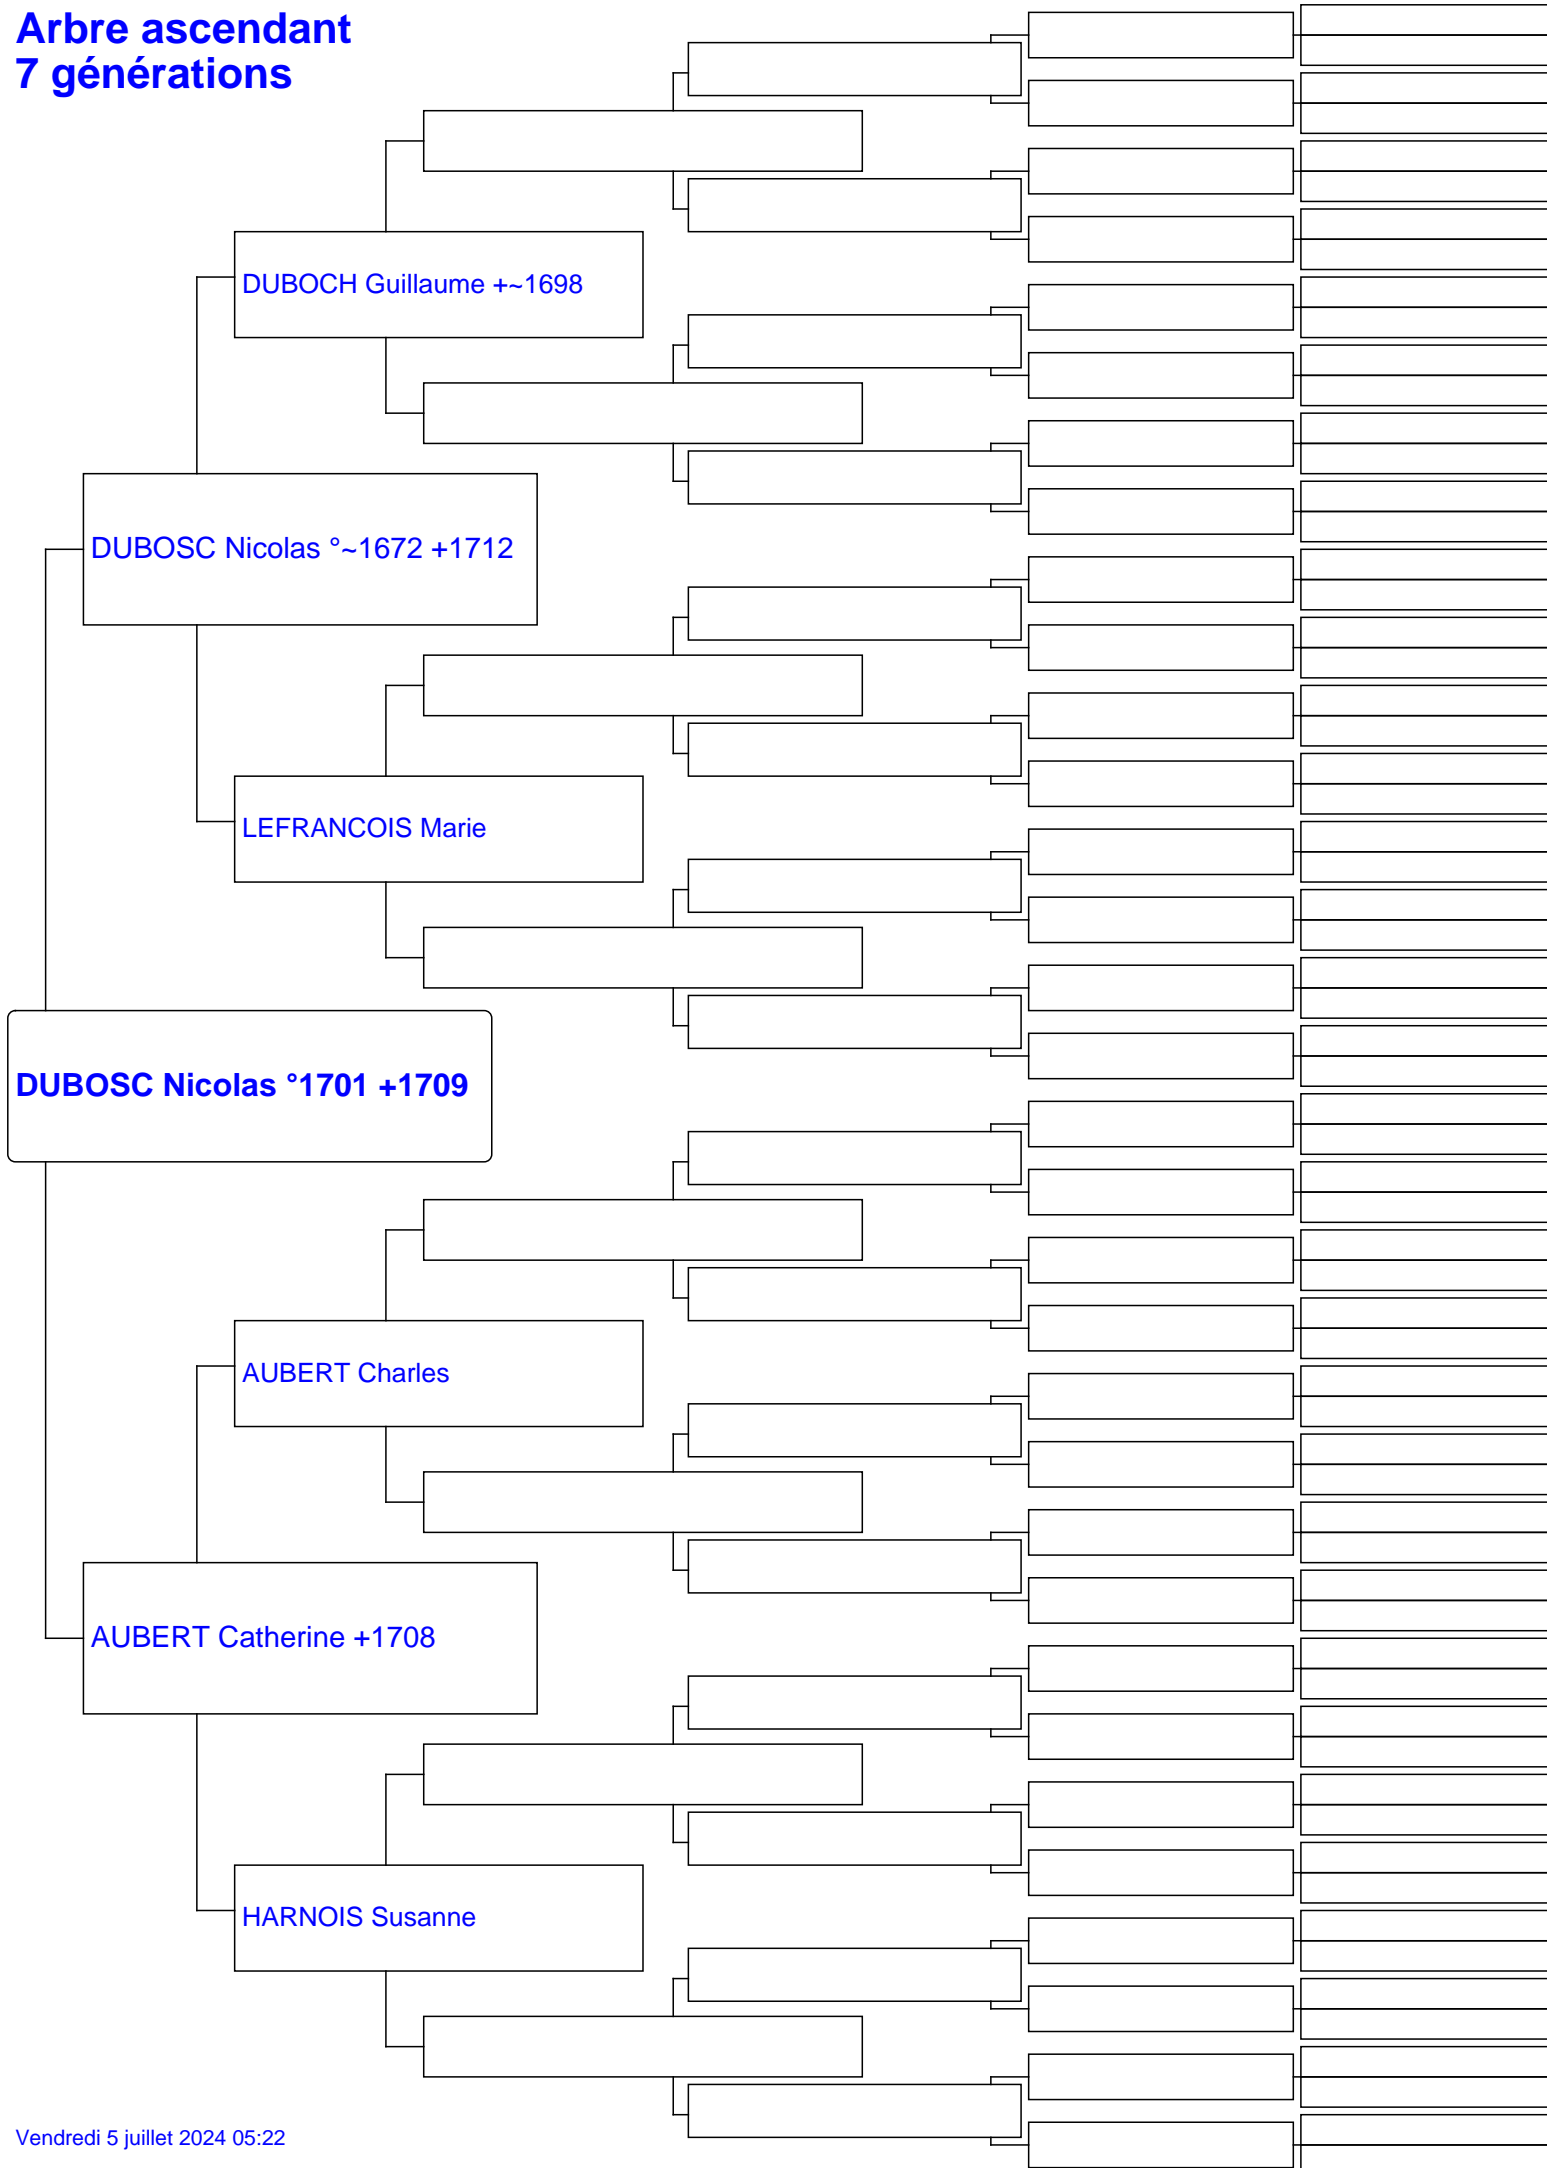 Arbre ascendant
7 générations
DUBOCH Guillaume +~1698
DUBOSC Nicolas °~1672 +1712
LEFRANCOIS Marie
DUBOSC Nicolas °1701 +1709
AUBERT Charles
AUBERT Catherine +1708
HARNOIS Susanne
Vendredi 5 juillet 2024 05:22